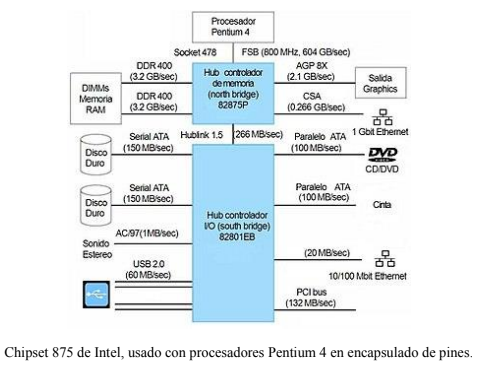 Procesador
Pentium 4
Socket 478
FSB (800 MHz, 604 GB/sec)
DIMMs
Memoria
RAM
DDR 400
(3.2 GB/sec)
DDR 400
(3.2 GB/sec)
Hub controlador
de memoria
(north bridge)
82875P
AGP 8X
(2.1 GB/sec)
Salida
Graphics
CSA
(0.266 GB/sec)
1 Gbit Ethernet
Hublink 1.5
(266 MB/sec)
Disco
Duro
Serial ATA
(150 MB/sec)
Paralelo ATA
(100 MB/sec)
DVD
CD/DVD
Disco
Duro
Serial ATA
(150 MB/sec)
Hub controlador
I/O (south bridge)
82801EB
Paralelo ATA
(100 MB/sec)
Cinta
AC/97(1MB/sec)
Sonido
Estereo
(20 MB/sec)
10/100 Mbit Ethernet
USB 2.0
(60 MB/sec)
PCI bus
(132 MB/sec)
Chipset 875 de Intel, usado con procesadores Pentium 4 en encapsulado de pines.